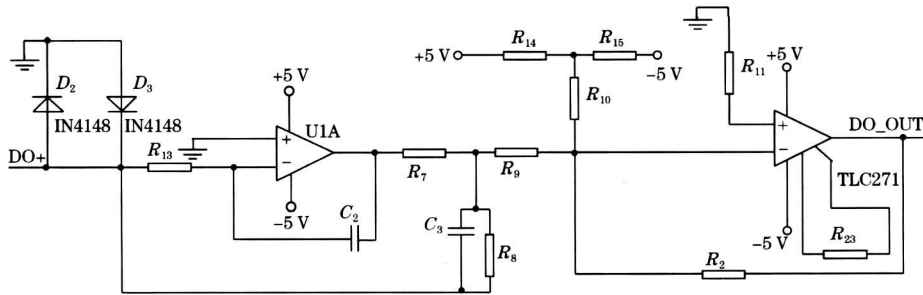 +5 V
R14
R15
−5 V
R11
+5 V
D2
IN4148
D3
IN4148
+5 V
U1A
R10
DO+
R13
+
−
−5 V
R7
R9
+
−
DO_OUT
TLC271
C2
C3
R8
−5 V
R23
R2